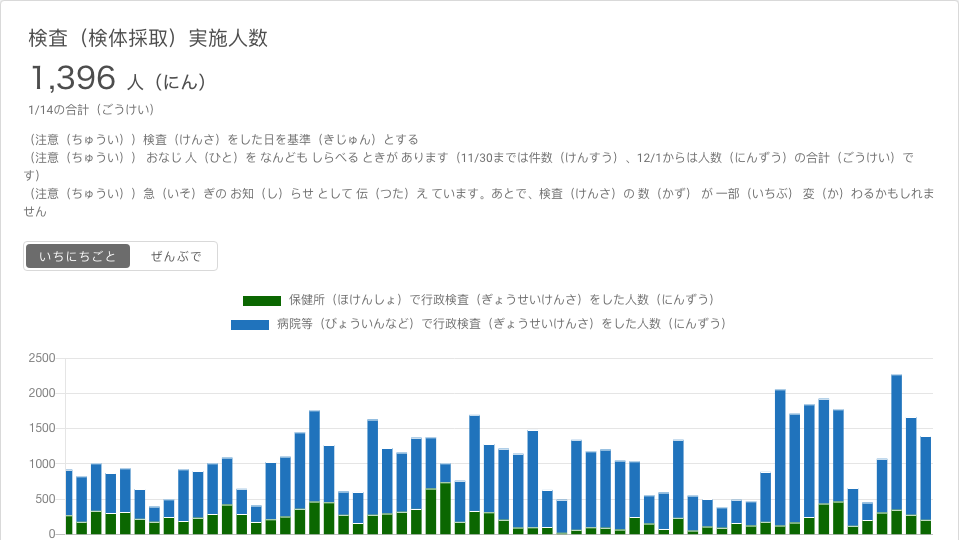 検査（検体採取）実施人数
1,396 人（にん）
1/14の合計（ごうけい）
（注意（ちゅうい））検査（けんさ）をした日を基準（きじゅん）とする
（注意（ちゅうい）） おなじ 人（ひと）を なんども しらべる ときが あります（11/30までは件数（けんすう）、12/1からは人数（にんずう）の合計（ごうけい）で
す）
（注意（ちゅうい））急（いそ）ぎの お知（し）らせ として 伝（つた）え ています。あとで、検査（けんさ）の 数（かず） が 一部（いちぶ） 変（か）わるかもしれま
せん
いちにちごと ぜんぶで
保健所（ほけんしょ）で行政検査（ぎょうせいけんさ）をした人数（にんずう）
病院等（びょういんなど）で行政検査（ぎょうせいけんさ）をした人数（にんずう）
2500
2000
1500
1000
500
0